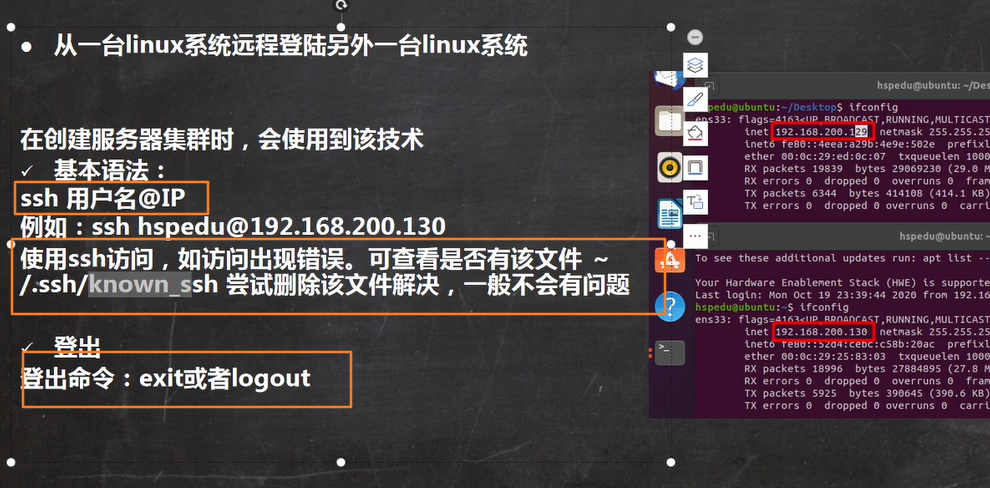 从一台linux系统远程登陆另外一台linux系统
在创建服务器集群时，会使用到该技术
基本语法：
ssh 用户名@IP
例如：ssh hspedu@192.168.200.130
使用ssh访问，如访问出现错误。可查看是否有该文件 ～
/.ssh/known_ssh 尝试删除该文件解决，一般不会有问题
登出
登出命令：exit或者logout
hspedu@ubuntu: ~/Des
spedu@ubuntu:~/Desktop$ ifconfig
ens33: flags=4163<UP,BROADCAST,RUNNING,MULTICAST
inet 192.168.200.129 netmask 255.255.25
inet6 fe80::4eea:a29b:4e9e:502e prefixl
ether 00:0c:29:ed:0c:07 txqueuelen 1000
RX packets 19839 bytes 29069230 (29.0 M
RX errors 0 dropped 0 overruns 0 fram
TX packets 6344 bytes 414108 (414.1 KB)
TX errors 0 dropped 0 overruns 0 carri
hspedu@ubuntu: ~
To see these additional updates run: apt list --
Your Hardware Enablement Stack (HWE) is supporte
Last login: Mon Oct 19 23:39:44 2020 from 192.16
hspedu@ubuntu:~$ ifconfig
ens33: flags=4163<UP,BROADCAST,RUNNING,MULTICAST
inet 192.168.200.130 netmask 255.255.25
inet6 fe80::52d4:cebc:c58b:20ac prefixl
ether 00:0c:29:25:83:03 txqueuelen 1000
RX packets 18996 bytes 27884895 (27.8 M
RX errors 0 dropped 0 overruns 0 fram
TX packets 5925 bytes 390645 (390.6 KB)
TX errors 0 dropped 0 overruns 0 carri